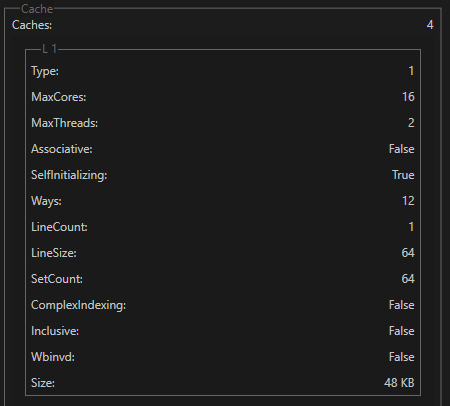 Cache
Caches: 4
L 1
Type: 1
MaxCores: 16
MaxThreads: 2
Associative: False
SelfInitializing: True
Ways: 12
LineCount: 1
LineSize: 64
SetCount: 64
ComplexIndexing: False
Inclusive: False
Wbinvd: False
Size: 48 KB